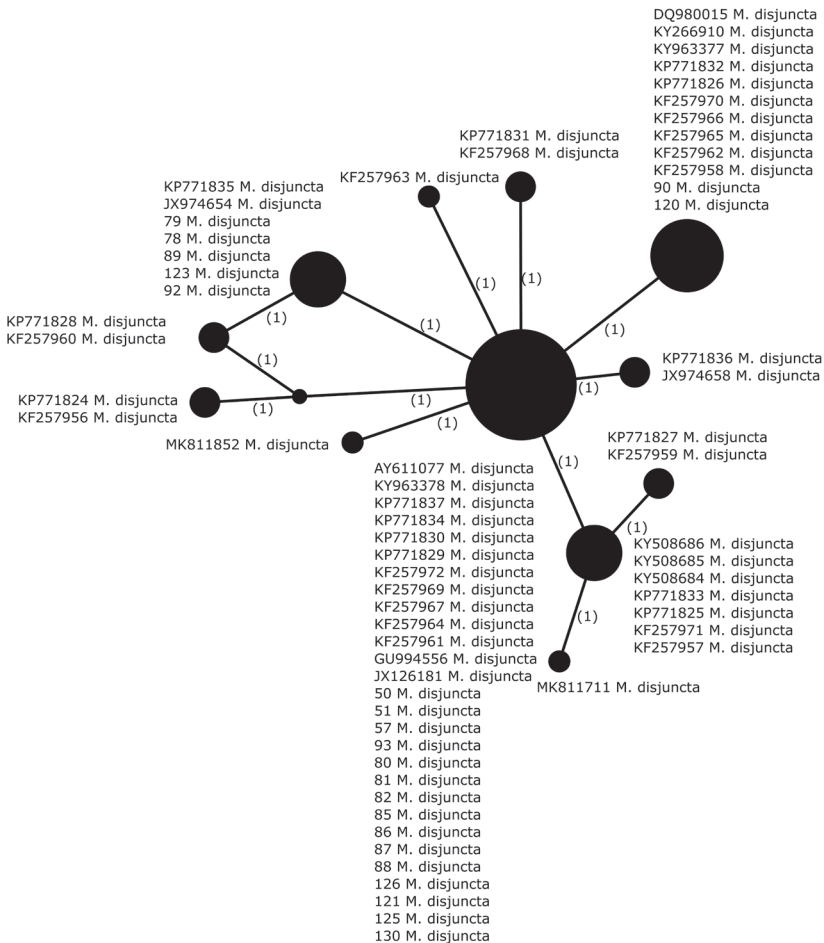 DQ980015 M. disjuncta
KY266910 M. disjuncta
KY963377 M. disjuncta
KP771832 M. disjuncta
KP771826 M. disjuncta
KF257970 M. disjuncta
KF257966 M. disjuncta
KF257965 M. disjuncta
KF257962 M. disjuncta
KF257958 M. disjuncta
90 M. disjuncta
120 M. disjuncta
KP771831 M. disjuncta
KF257968 M. disjuncta
KF257963 M. disjuncta
KP771835 M. disjuncta
JX974654 M. disjuncta
79 M. disjuncta
78 M. disjuncta
89 M. disjuncta
123 M. disjuncta
92 M. disjuncta
(1)
(1)
(1)
(1)
(1)
KP771828 M. disjuncta
KF257960 M. disjuncta
(1)
KP771836 M. disjuncta
JX974658 M. disjuncta
(1)
KP771824 M. disjuncta
KF257956 M. disjuncta
(1)
(1)
(1)
MK811852 M. disjuncta
KP771827 M. disjuncta
KF257959 M. disjuncta
(1)
(1)
KY508686 M. disjuncta
KY508685 M. disjuncta
KY508684 M. disjuncta
KP771833 M. disjuncta
KP771825 M. disjuncta
KF257971 M. disjuncta
KF257957 M. disjuncta
(1)
MK811711 M. disjuncta
AY611077 M. disjuncta
KY963378 M. disjuncta
KP771837 M. disjuncta
KP771834 M. disjuncta
KP771830 M. disjuncta
KP771829 M. disjuncta
KF257972 M. disjuncta
KF257969 M. disjuncta
KF257967 M. disjuncta
KF257964 M. disjuncta
KF257961 M. disjuncta
GU994556 M. disjuncta
JX126181 M. disjuncta
50 M. disjuncta
51 M. disjuncta
57 M. disjuncta
93 M. disjuncta
80 M. disjuncta
81 M. disjuncta
82 M. disjuncta
85 M. disjuncta
86 M. disjuncta
87 M. disjuncta
88 M. disjuncta
126 M. disjuncta
121 M. disjuncta
125 M. disjuncta
130 M. disjuncta